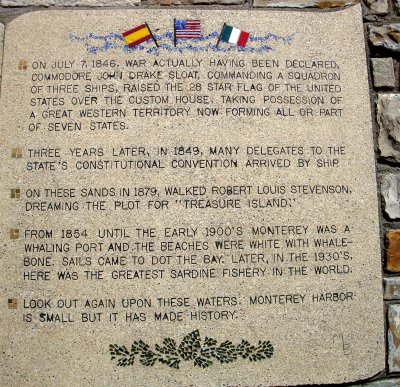 ON JULY 7, 1846, WAR ACTUALLY HAVING BEEN DECLARED,
COMMODORE JOHN DRAKE SLOAT, COMMANDING A SQUADRON
OF THREE SHIPS, RAISED THE 28 STAR FLAG OF THE UNITED
STATES OVER THE CUSTOM HOUSE, TAKING POSSESSION OF
A GREAT WESTERN TERRITORY NOW FORMING ALL OR PART
OF SEVEN STATES.
THREE YEARS LATER, IN 1849, MANY DELEGATES TO THE
STATE'S CONSTITUTIONAL CONVENTION ARRIVED BY SHIP.
ON THESE SANDS IN 1879, WALKED ROBERT LOUIS STEVENSON,
DREAMING THE PLOT FOR "TREASURE ISLAND."
FROM 1854 UNTIL THE EARLY 1900'S MONTEREY WAS A
WHALING PORT AND THE BEACHES WERE WHITE WITH WHALE-
BONE. SAILS CAME TO DOT THE BAY. LATER, IN THE 1930'S,
HERE WAS THE GREATEST SARDINE FISHERY IN THE WORLD.
LOOK OUT AGAIN UPON THESE WATERS. MONTEREY HARBOR
IS SMALL BUT IT HAS MADE HISTORY.